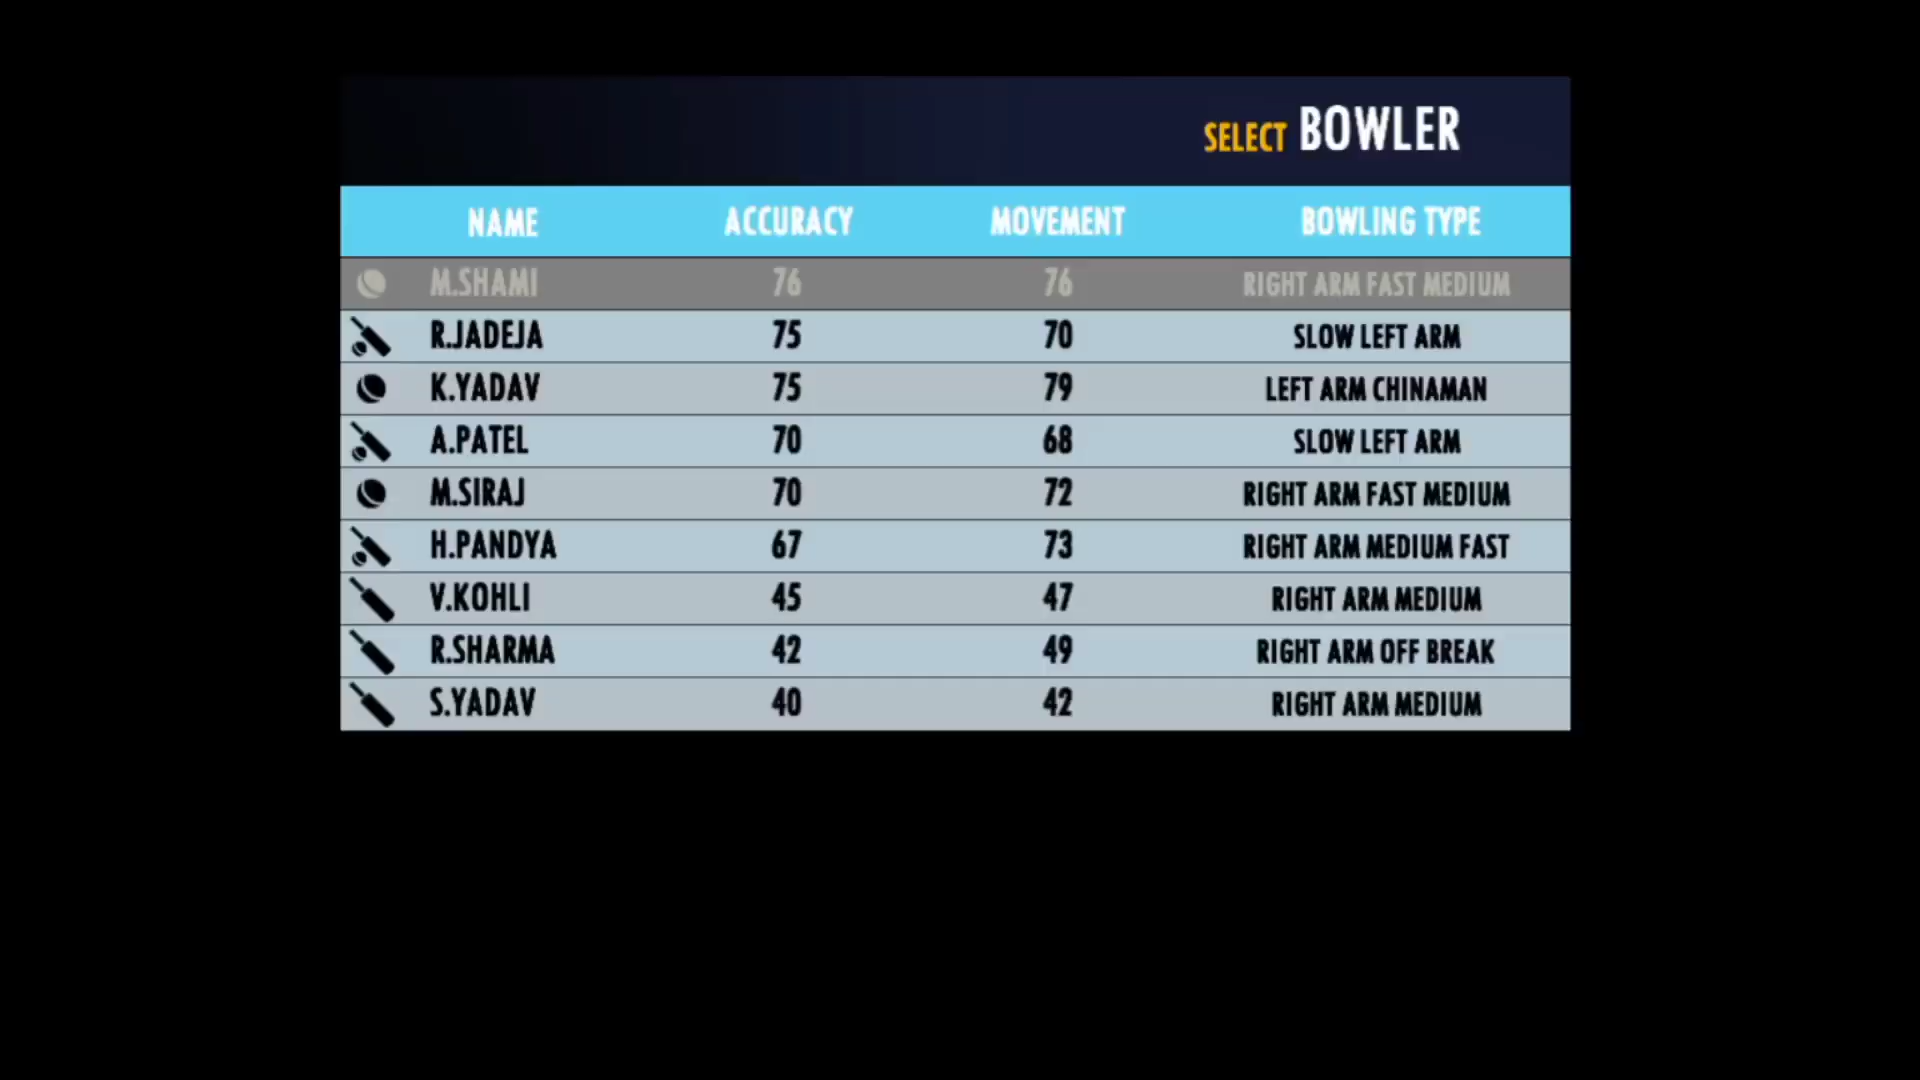 SELECT BOWLER
NAME ACCURACY MOVEMENT BOWLING TYPE
M.SHAMI 76 76 RIGHT ARM FAST MEDIUM
R.JADEJA 75 70 SLOW LEFT ARM
K.YADAV 75 79 LEFT ARM CHINAMAN
A.PATEL 70 68 SLOW LEFT ARM
M.SIRAJ 70 72 RIGHT ARM FAST MEDIUM
H.PANDYA 67 73 RIGHT ARM MEDIUM FAST
V.KOHLI 45 47 RIGHT ARM MEDIUM
R.SHARMA 42 49 RIGHT ARM OFF BREAK
S.YADAV 40 42 RIGHT ARM MEDIUM